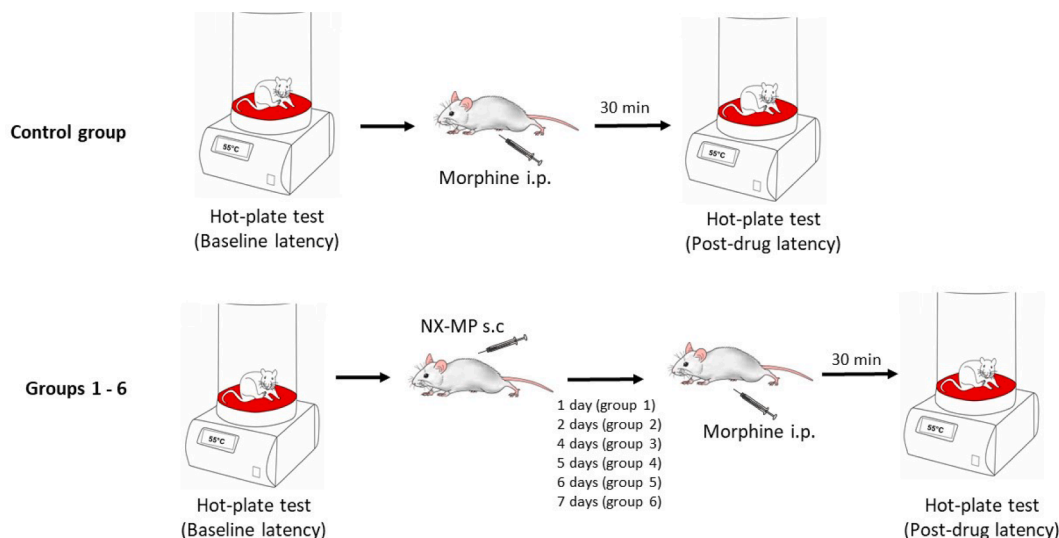 Control group
55°C
Hot-plate test
(Baseline latency)
Morphine i.p.
30 min
55°C
Hot-plate test
(Post-drug latency)
Groups 1 - 6
55°C
Hot-plate test
(Baseline latency)
NX-MP s.c
1 day (group 1)
2 days (group 2)
4 days (group 3)
5 days (group 4)
6 days (group 5)
7 days (group 6)
Morphine i.p.
30 min
55°C
Hot-plate test
(Post-drug latency)